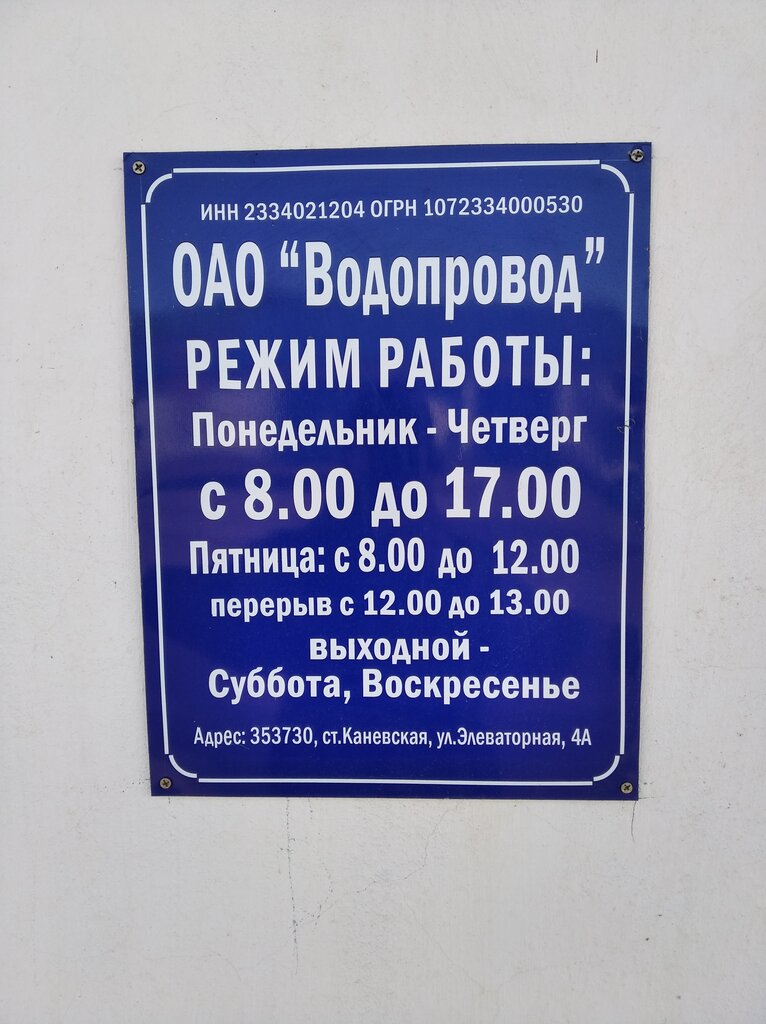 ИНН 2334021204 ОГРН 1072334000530
ОАО “Водопровод”
РЕЖИМ РАБОТЫ:
Понедельник - Четверг
с 8.00 до 17.00
Пятница: с 8.00 до 12.00
перерыв с 12.00 до 13.00
выходной -
Суббота, Воскресенье
Адрес: 353730, ст.Каневская, ул.Элеваторная, 4А